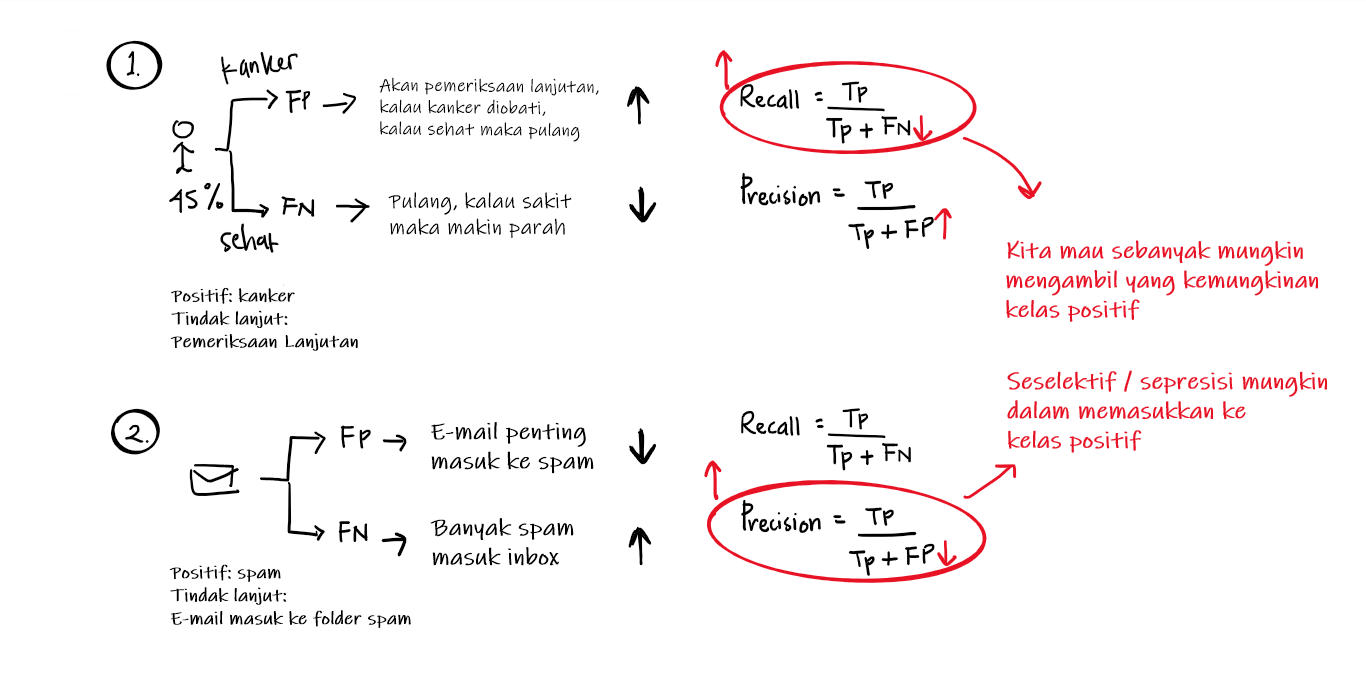 1.
kanker
FP
Akan pemeriksaan lanjutan,
kalau kanker diobati,
kalau sehat maka pulang
45%
FN
Pulang, kalau sakit
maka makin parah
sehat
Positif: kanker
Tindak lanjut:
Pemeriksaan Lanjutan
Recall = TP
TP + FN
Precision = TP
TP + FP
Kita mau sebanyak mungkin
mengambil yang kemungkinan
kelas positif
2.
FP
E-mail penting
masuk ke spam
FN
Banyak spam
masuk inbox
Positif: spam
Tindak lanjut:
E-mail masuk ke folder spam
Recall = TP
TP + FN
Precision = TP
TP + FP
Seselektif / sepresisi mungkin
dalam memasukkan ke
kelas positif